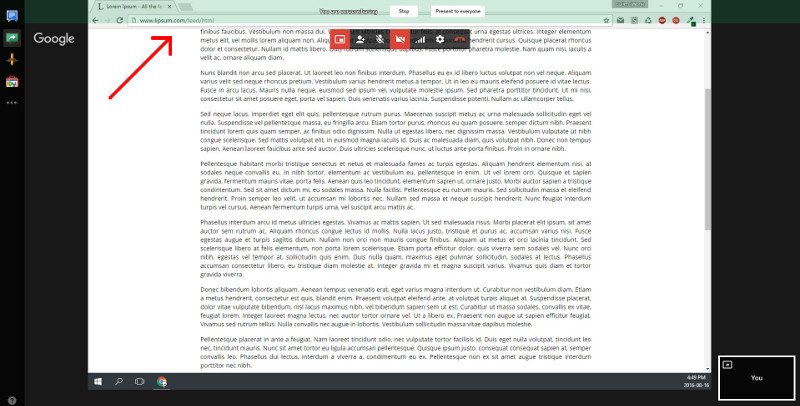 Lorem Ipsum - All the fa
You are screensharing
Stop
Present to everyone
www.lipsum.com/feed/html
Google
finibus faucibus. Vestibulum non massa dui.
metus elit, vel mollis lorem aliquam non.
hendrerit cursus. Quisque placerat rhoncus
dolor et consectetur. Nullam id mattis libero.
pharetra molestie. Nam quam nisi, iaculis a
velit ac, ornare aliquam diam.
Nunc blandit non arcu sed placerat. Ut laoreet leo non finibus interdum. Phasellus eu ex id libero luctus volutpat non vel neque. Aliquam
varius velit sed neque rhoncus pretium. Vestibulum varius hendrerit metus a tempor. Ut in leo eu mauris eleifend posuere id vitae lectus.
Fusce in arcu lacus. Mauris nulla neque, euismod sed ipsum vel, vulputate molestie ipsum. Sed pharetra porttitor tincidunt. Ut mi nisi,
consectetur sit amet posuere eget, porta vel sapien. Duis venenatis varius lacinia. Suspendisse potenti. Nullam ac ullamcorper tellus.
Sed neque lacus, imperdiet eget elit quis, pellentesque rutrum purus. Maecenas suscipit metus ac urna malesuada sollicitudin eget vel
nulla. Suspendisse vel pellentesque massa, eu fringilla arcu. Etiam tortor purus, rhoncus eu quam posuere, semper dictum nibh. Praesent
tincidunt lorem quis quam semper, ac finibus odio dignissim. Nulla ut egestas libero, nec dignissim massa. Vestibulum vulputate ut nibh
congue scelerisque. Sed mattis volutpat elit, in euismod magna iaculis id. Duis ac malesuada diam, quis volutpat nibh. Donec non tempus
sapien. Aenean laoreet faucibus ante sed auctor. Duis ultricies scelerisque nunc, ut luctus ante porta finibus. Proin in ornare nibh.
Pellentesque habitant morbi tristique senectus et netus et malesuada fames ac turpis egestas. Aliquam hendrerit elementum nisi, at
sodales neque convallis eu. In nibh tortor, elementum ac vestibulum eu, pellentesque in enim. Ut vel lorem orci. Quisque et sapien
gravida, fermentum mauris vitae, porta felis. Aenean quis leo tincidunt, elementum sapien ut, ornare justo. Morbi auctor sapien a tristique
condimentum. Sed sit amet dictum mi, eu sodales massa. Nulla facilisi. Pellentesque eu rutrum mauris. Sed sollicitudin massa et eleifend
hendrerit. Proin semper leo velit, ut accumsan mi lobortis nec. Nullam sed massa et neque suscipit hendrerit. Nunc feugiat interdum
turpis vel cursus. Aenean fermentum turpis urna, vel suscipit arcu mattis ac.
Phasellus interdum arcu id metus ultricies egestas. Vivamus ac mattis sapien. Ut sed malesuada risus. Morbi placerat elit ipsum, sit amet
auctor sem rutrum ac. Aliquam rhoncus congue lectus id mollis. Nulla lacus justo, tristique et purus ac, accumsan varius nisi. Fusce
egestas augue et turpis sagittis dictum. Nullam non orci non mauris congue finibus. Aliquam ut metus et orci lacinia tincidunt. Sed
scelerisque libero at felis elementum, non porta lorem scelerisque. Etiam porta efficitur dolor, quis viverra sem sodales vel. Nunc orci
nibh, egestas vel tempor at, sollicitudin quis enim. Duis nulla quam, maximus eget pulvinar sollicitudin, sodales at lectus. Phasellus
accumsan consectetur libero, eu tristique diam molestie at. Integer gravida mi et magna suscipit varius. Vivamus quis diam et tortor
gravida viverra.
Donec bibendum lobortis aliquam. Aenean tempus venenatis erat, eget varius magna interdum ut. Curabitur non vestibulum diam. Etiam
a metus hendrerit, consectetur est quis, blandit enim. Praesent volutpat eleifend ante, at volutpat turpis aliquet at. Suspendisse placerat,
dolor vitae vulputate bibendum, nisl lacus maximus nibh, vel bibendum sapien sem ut est. Curabitur ut massa sodales, convallis ex vitae,
feugiat lorem. Integer laoreet magna lectus, nec auctor tortor ornare vel. Ut a libero ex. Praesent non augue ut sapien efficitur feugiat.
Vivamus sed rutrum tellus. Nulla convallis nec augue in lobortis. Vestibulum sollicitudin massa vitae dapibus molestie.
Pellentesque placerat in ante a feugiat. Nam laoreet tincidunt odio, nec vulputate tortor facilisis id. Duis eget nulla volutpat, tincidunt leo
nec, tincidunt mauris. Nunc sit amet tortor eu ligula accumsan pellentesque. Quisque ipsum justo, consequat consequat sapien at, semper
convallis leo. Phasellus dui lectus, interdum a viverra a, condimentum eu ex. Pellentesque non ex sit amet augue tristique interdum
porttitor nec nibh.
4:49 PM
2016-08-16
You